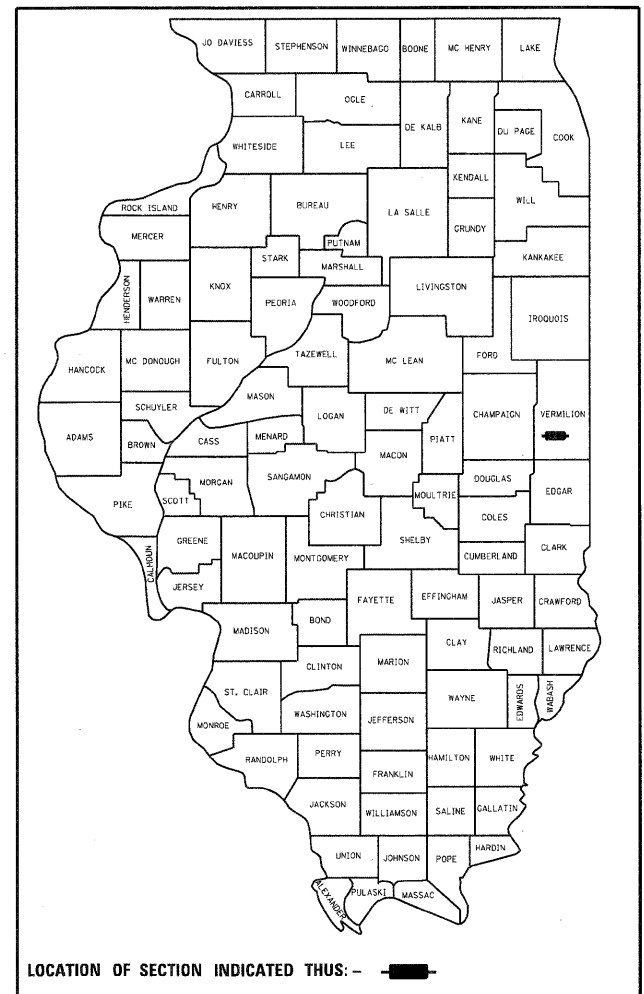 JO DAVIESS
STEPHENSON
WINNEBAGO
BOONE
MC HENRY
LAKE
CARROLL
OGLE
DE KALB
KANE
DU PAGE
COOK
WHITESIDE
LEE
KENDALL
WILL
ROCK ISLAND
HENRY
BUREAU
LA SALLE
GRUNDY
MERCER
PUTNAM
STARK
MARSHALL
KANKAKEE
HENDERSON
WARREN
KNOX
PEORIA
WOODFORD
LIVINGSTON
IROQUOIS
HANCOCK
MC DONOUGH
FULTON
TAZEWELL
MC LEAN
FORD
MASON
SCHUYLER
LOGAN
DE WITT
CHAMPAIGN
VERMILION
ADAMS
BROWN
CASS
MENARD
PIATT
MACON
MORGAN
SANGAMON
DOUGLAS
EDGAR
PIKE
SCOTT
MOULTRIE
COLES
CHRISTIAN
GREENE
MACOUPIN
MONTGOMERY
SHELBY
CUMBERLAND
CLARK
CALHOUN
JERSEY
FAYETTE
EFFINGHAM
JASPER
CRAWFORD
MADISON
BOND
CLAY
RICHLAND
LAWRENCE
CLINTON
MARION
ST. CLAIR
WAYNE
EDWARDS
WABASH
WASHINGTON
JEFFERSON
MONROE
RANDOLPH
PERRY
HAMILTON
WHITE
FRANKLIN
JACKSON
WILLIAMSON
SALINE
GALLATIN
UNION
JOHNSON
POPE
HARDIN
ALEXANDER
PULASKI
MASSAC
LOCATION OF SECTION INDICATED THUS: -